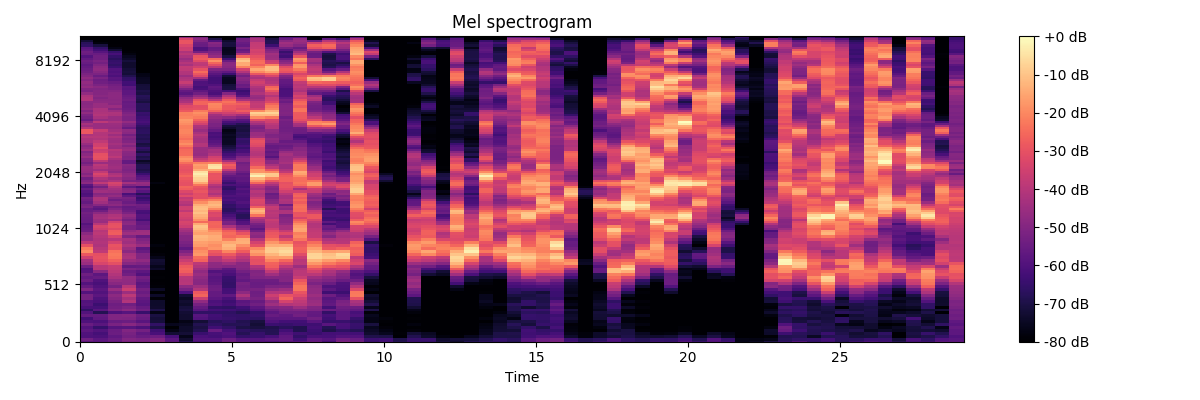 Mel spectrogram
+0 dB
8192
-10 dB
4096
-20 dB
-30 dB
2048
-40 dB
Hz
1024
-50 dB
-60 dB
512
-70 dB
0
-80 dB
0 5 10 15 20 25
Time